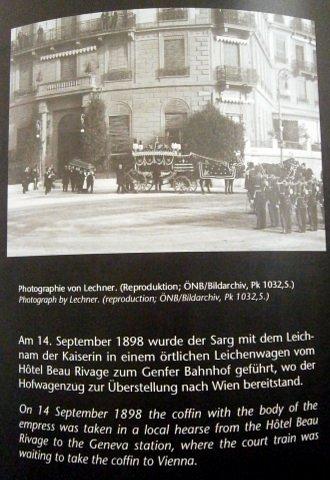 Photographie von Lechner. (Reproduktion; ÖNB/Bildarchiv, Pk 1032,5.)
Photograph by Lechner. (reproduction; ÖNB/Bildarchiv, Pk 1032,5.)
Am 14. September 1898 wurde der Sarg mit dem Leich-
nam der Kaiserin in einem örtlichen Leichenwagen vom
Hôtel Beau Rivage zum Genfer Bahnhof geführt, wo der
Hofwagenzug zur Überstellung nach Wien bereitstand.
On 14 September 1898 the coffin with the body of the
empress was taken in a local hearse from the Hôtel Beau
Rivage to the Geneva station, where the court train was
waiting to take the coffin to Vienna.